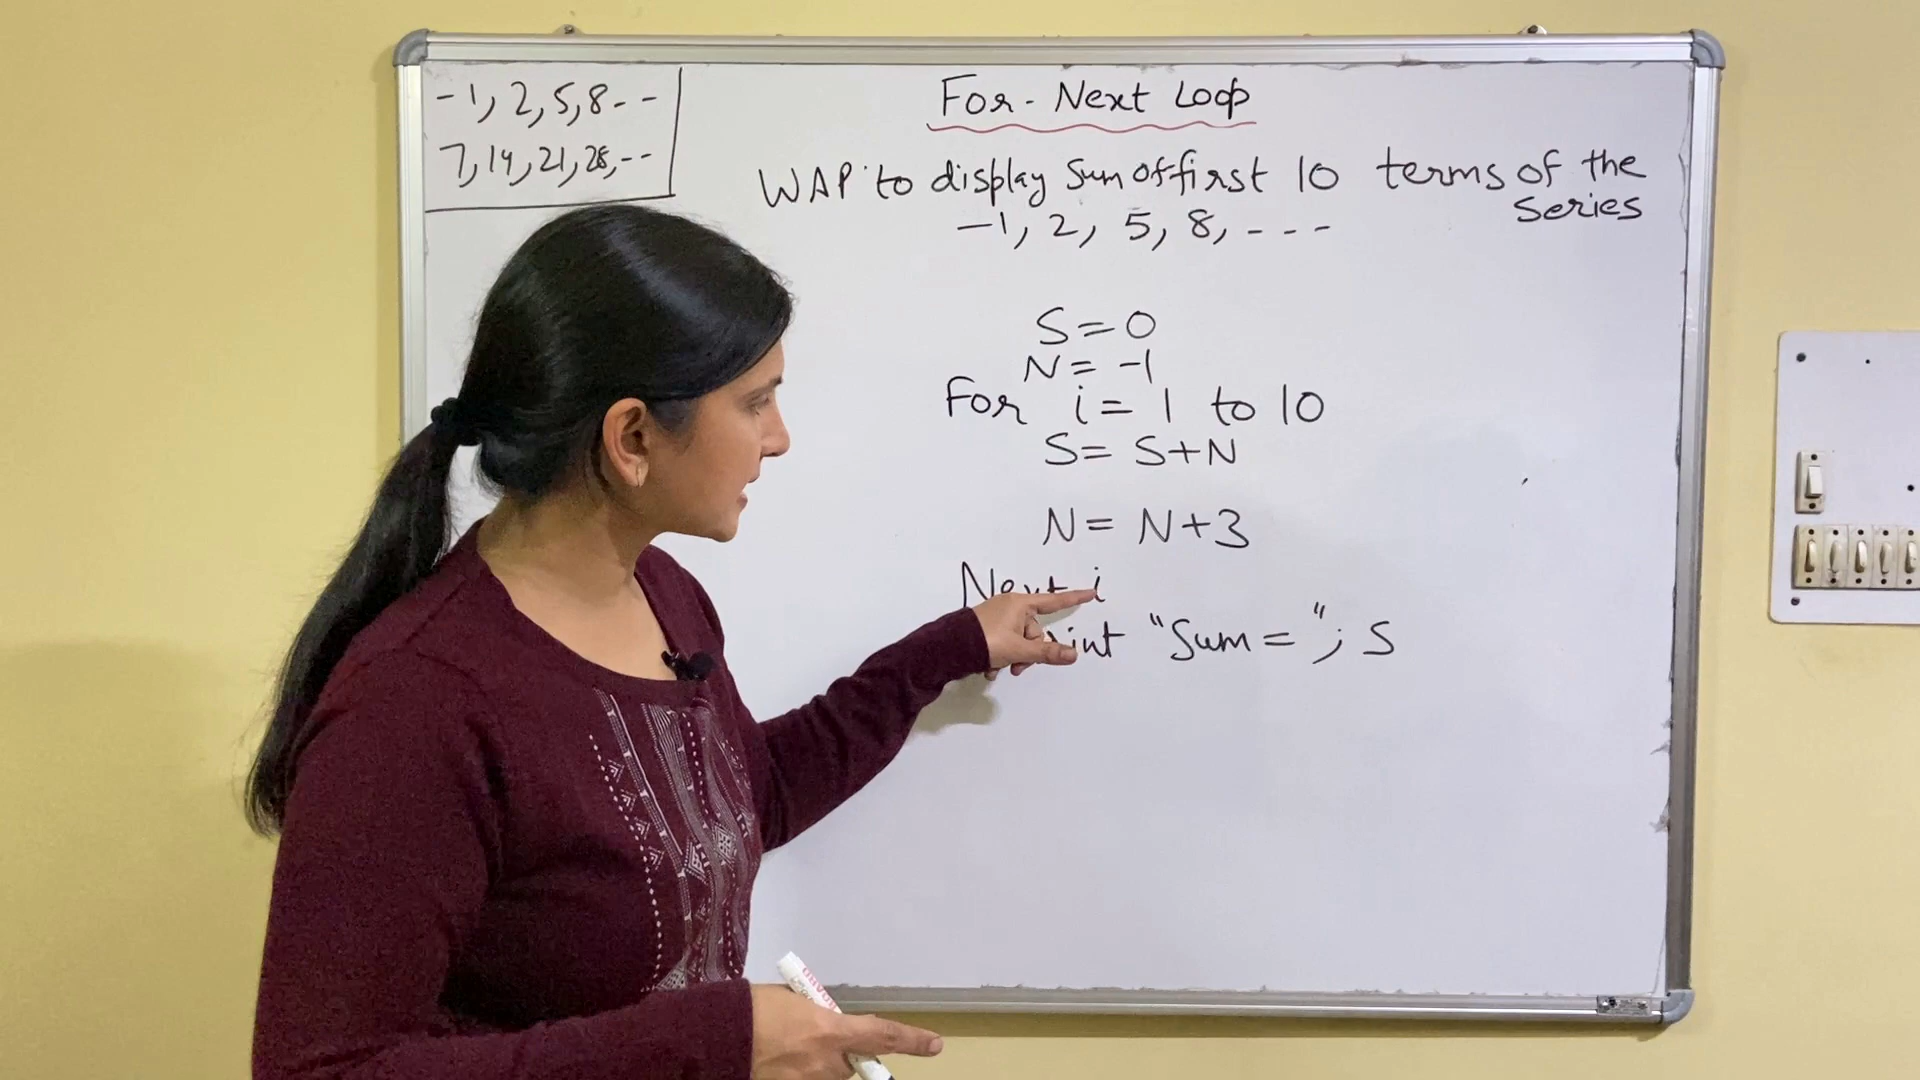 -1, 2, 5, 8 - -
7, 14, 21, 28, - -
For - Next Loop
WAP to display Sum of first 10 terms of the series
-1, 2, 5, 8, - - -
S = 0
N = -1
For i = 1 to 10
S = S + N
N = N + 3
Next i
Print "Sum = "; S